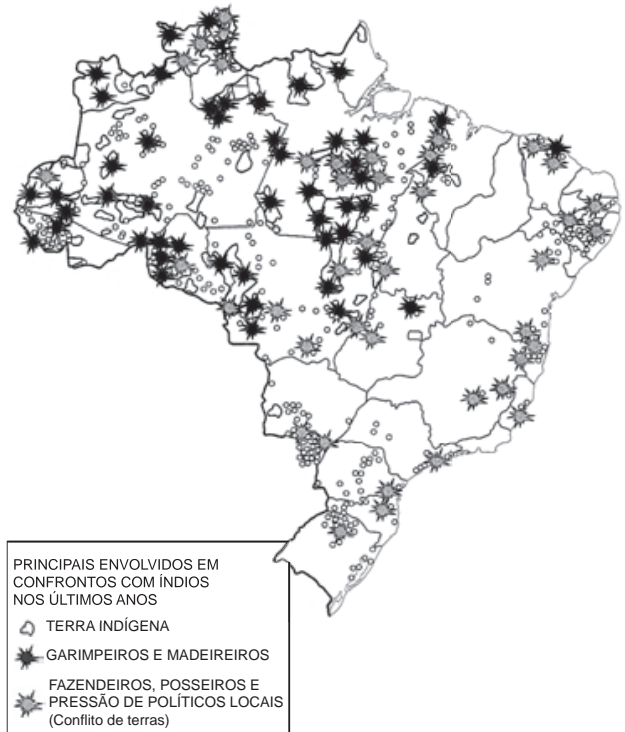 PRINCIPAIS ENVOLVIDOS EM
CONFRONTOS COM ÍNDIOS
NOS ÚLTIMOS ANOS
TERRA INDÍGENA
GARIMPEIROS E MADEIREIROS
FAZENDEIROS, POSSEIROS E
PRESSÃO DE POLÍTICOS LOCAIS
(Conflito de terras)